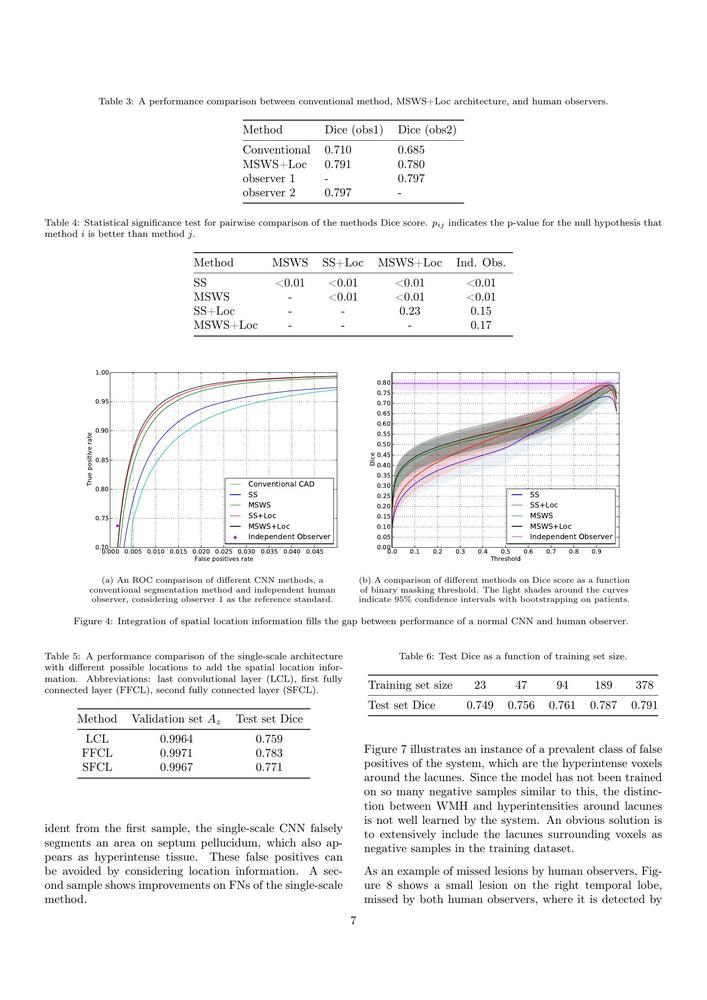 Table 3: A performance comparison between conventional method, MSWS+Loc architecture, and human observers.
Method Dice (obs1) Dice (obs2)
Conventional 0.710 0.685
MSWS+Loc 0.791 0.780
observer 1 - 0.797
observer 2 0.797 -
Table 4: Statistical significance test for pairwise comparison of the methods Dice score. p_ij indicates the p-value for the null hypothesis that
method i is better than method j.
Method MSWS SS+Loc MSWS+Loc Ind. Obs.
SS <0.01 <0.01 <0.01 <0.01
MSWS - <0.01 <0.01 <0.01
SS+Loc - - 0.23 0.15
MSWS+Loc - - - 0.17
1.00
0.95
0.90
0.85
0.80
0.75
0.70
True positive rate
0.000 0.005 0.010 0.015 0.020 0.025 0.030 0.035 0.040 0.045
False positives rate
Conventional CAD
SS
MSWS
SS+Loc
MSWS+Loc
Independent Observer
0.80
0.75
0.70
0.65
0.60
0.55
0.50
0.45
0.40
0.35
0.30
0.25
0.20
0.15
0.10
0.05
0.00
Dice
0.0 0.1 0.2 0.3 0.4 0.5 0.6 0.7 0.8 0.9
Threshold
SS
SS+Loc
MSWS
MSWS+Loc
Independent Observer
(a) An ROC comparison of different CNN methods, a
conventional segmentation method and independent human
observer, considering observer 1 as the reference standard.
(b) A comparison of different methods on Dice score as a function
of binary masking threshold. The light shades around the curves
indicate 95% confidence intervals with bootstrapping on patients.
Figure 4: Integration of spatial location information fills the gap between performance of a normal CNN and human observer.
Table 5: A performance comparison of the single-scale architecture
with different possible locations to add the spatial location infor-
mation. Abbreviations: last convolutional layer (LCL), first fully
connected layer (FFCL), second fully connected layer (SFCL).
Method Validation set A_z Test set Dice
LCL 0.9964 0.759
FFCL 0.9971 0.783
SFCL 0.9967 0.771
ident from the first sample, the single-scale CNN falsely
segments an area on septum pellucidum, which also ap-
pears as hyperintense tissue. These false positives can
be avoided by considering location information. A sec-
ond sample shows improvements on FNs of the single-scale
method.
Table 6: Test Dice as a function of training set size.
Training set size 23 47 94 189 378
Test set Dice 0.749 0.756 0.761 0.787 0.791
Figure 7 illustrates an instance of a prevalent class of false
positives of the system, which are the hyperintense voxels
around the lacunes. Since the model has not been trained
on so many negative samples similar to this, the distinc-
tion between WMH and hyperintensities around lacunes
is not well learned by the system. An obvious solution is
to extensively include the lacunes surrounding voxels as
negative samples in the training dataset.
As an example of missed lesions by human observers, Fig-
ure 8 shows a small lesion on the right temporal lobe,
missed by both human observers, where it is detected by
7